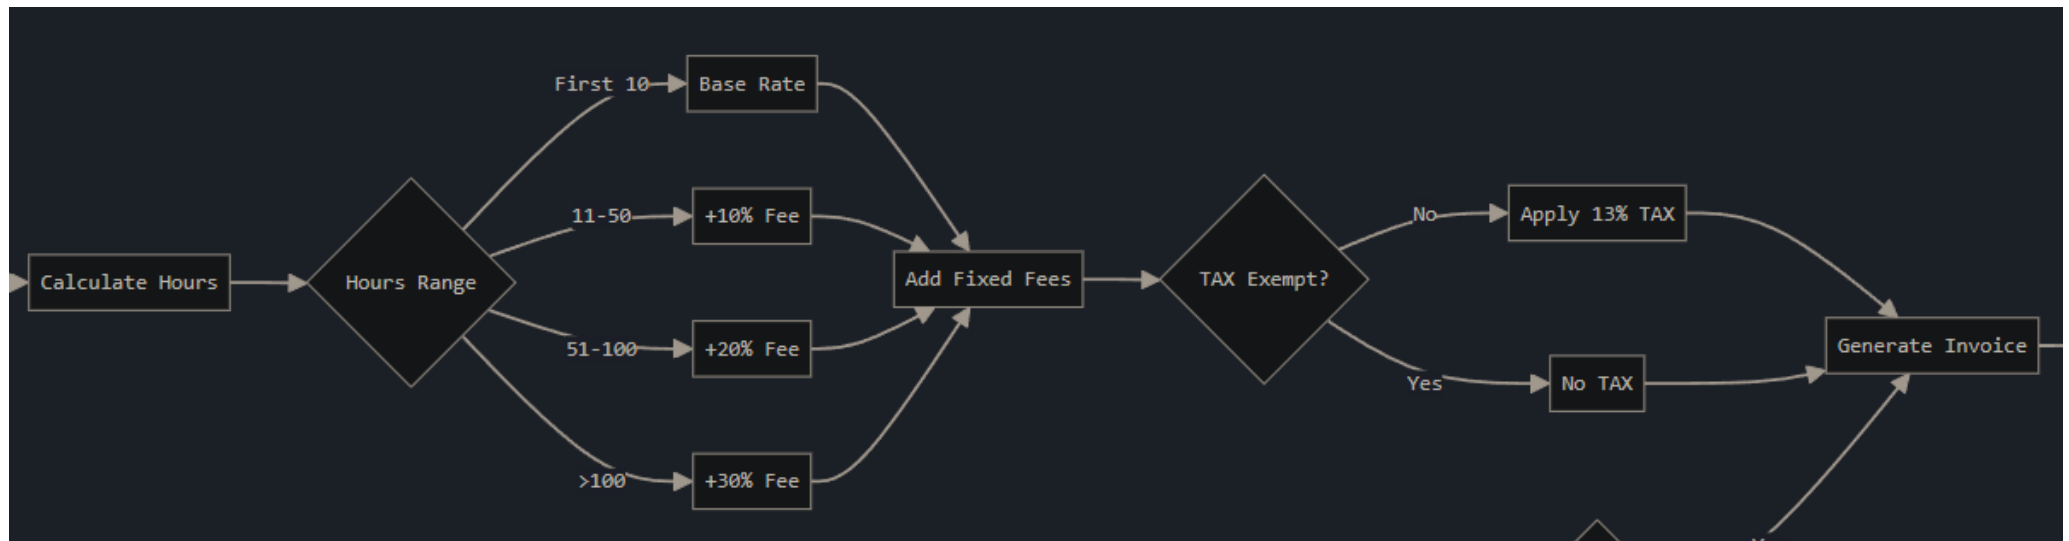 First 10
Base Rate
11-50
+10% Fee
No
Apply 13% TAX
Calculate Hours
Hours Range
Add Fixed Fees
TAX Exempt?
51-100
+20% Fee
Generate Invoice
Yes
No TAX
>100
+30% Fee